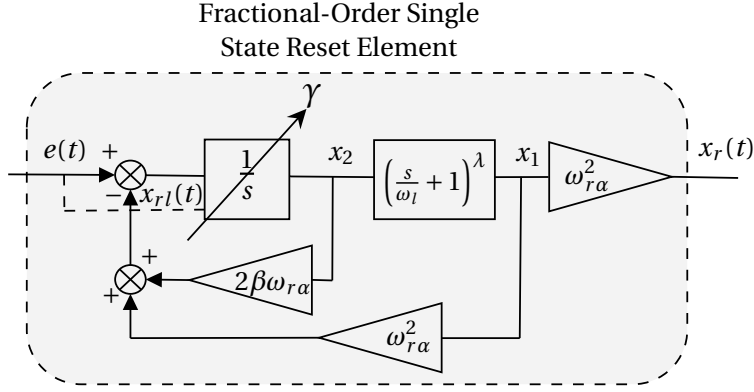 Fractional-Order Single
State Reset Element
γ
e(t)
+
−
x_{rl}(t)
1/s
x_2
(s/ω_l + 1)^λ
x_1
ω_{rα}^2
x_r(t)
+
+
2βω_{rα}
ω_{rα}^2